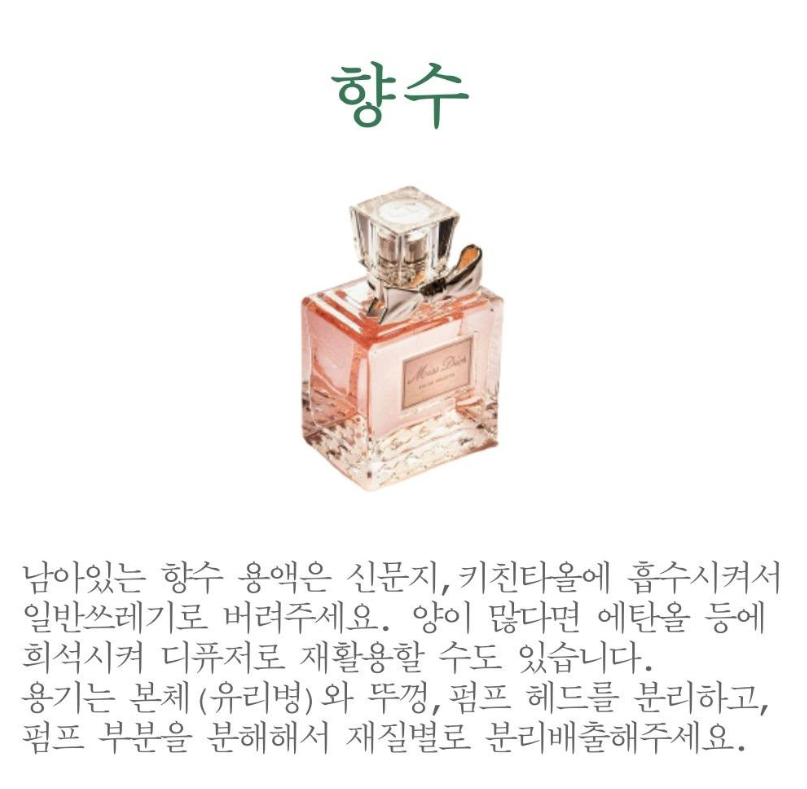 향수
Miss Dior
EAU DE TOILETTE
남아있는 향수 용액은 신문지,키친타올에 흡수시켜서
일반쓰레기로 버려주세요. 양이 많다면 에탄올 등에
희석시켜 디퓨저로 재활용할 수도 있습니다.
용기는 본체(유리병)와 뚜껑,펌프 헤드를 분리하고,
펌프 부분을 분해해서 재질별로 분리배출해주세요.